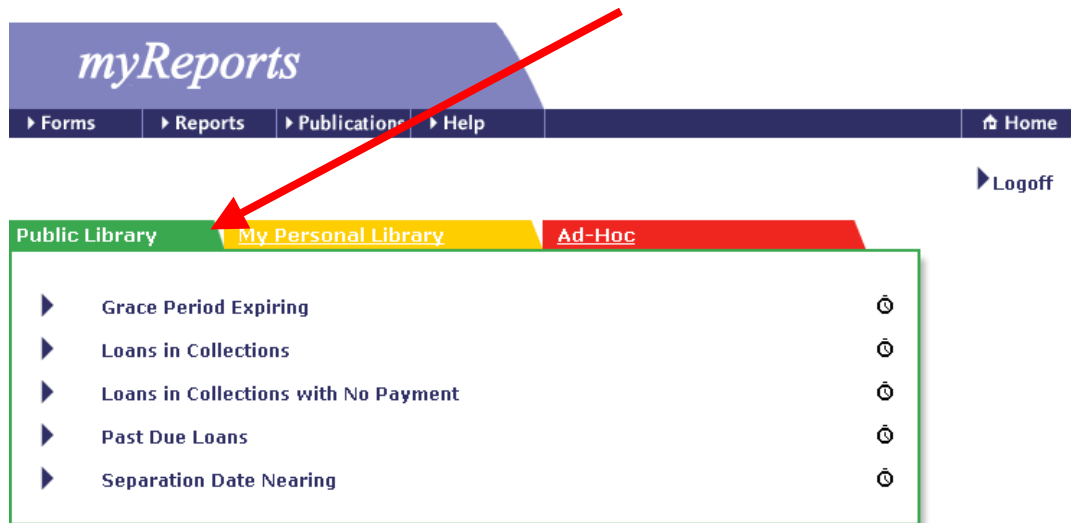 myReports
Forms Reports Publications Help Home
Logoff
Public Library My Personal Library Ad-Hoc
Grace Period Expiring
Loans in Collections
Loans in Collections with No Payment
Past Due Loans
Separation Date Nearing